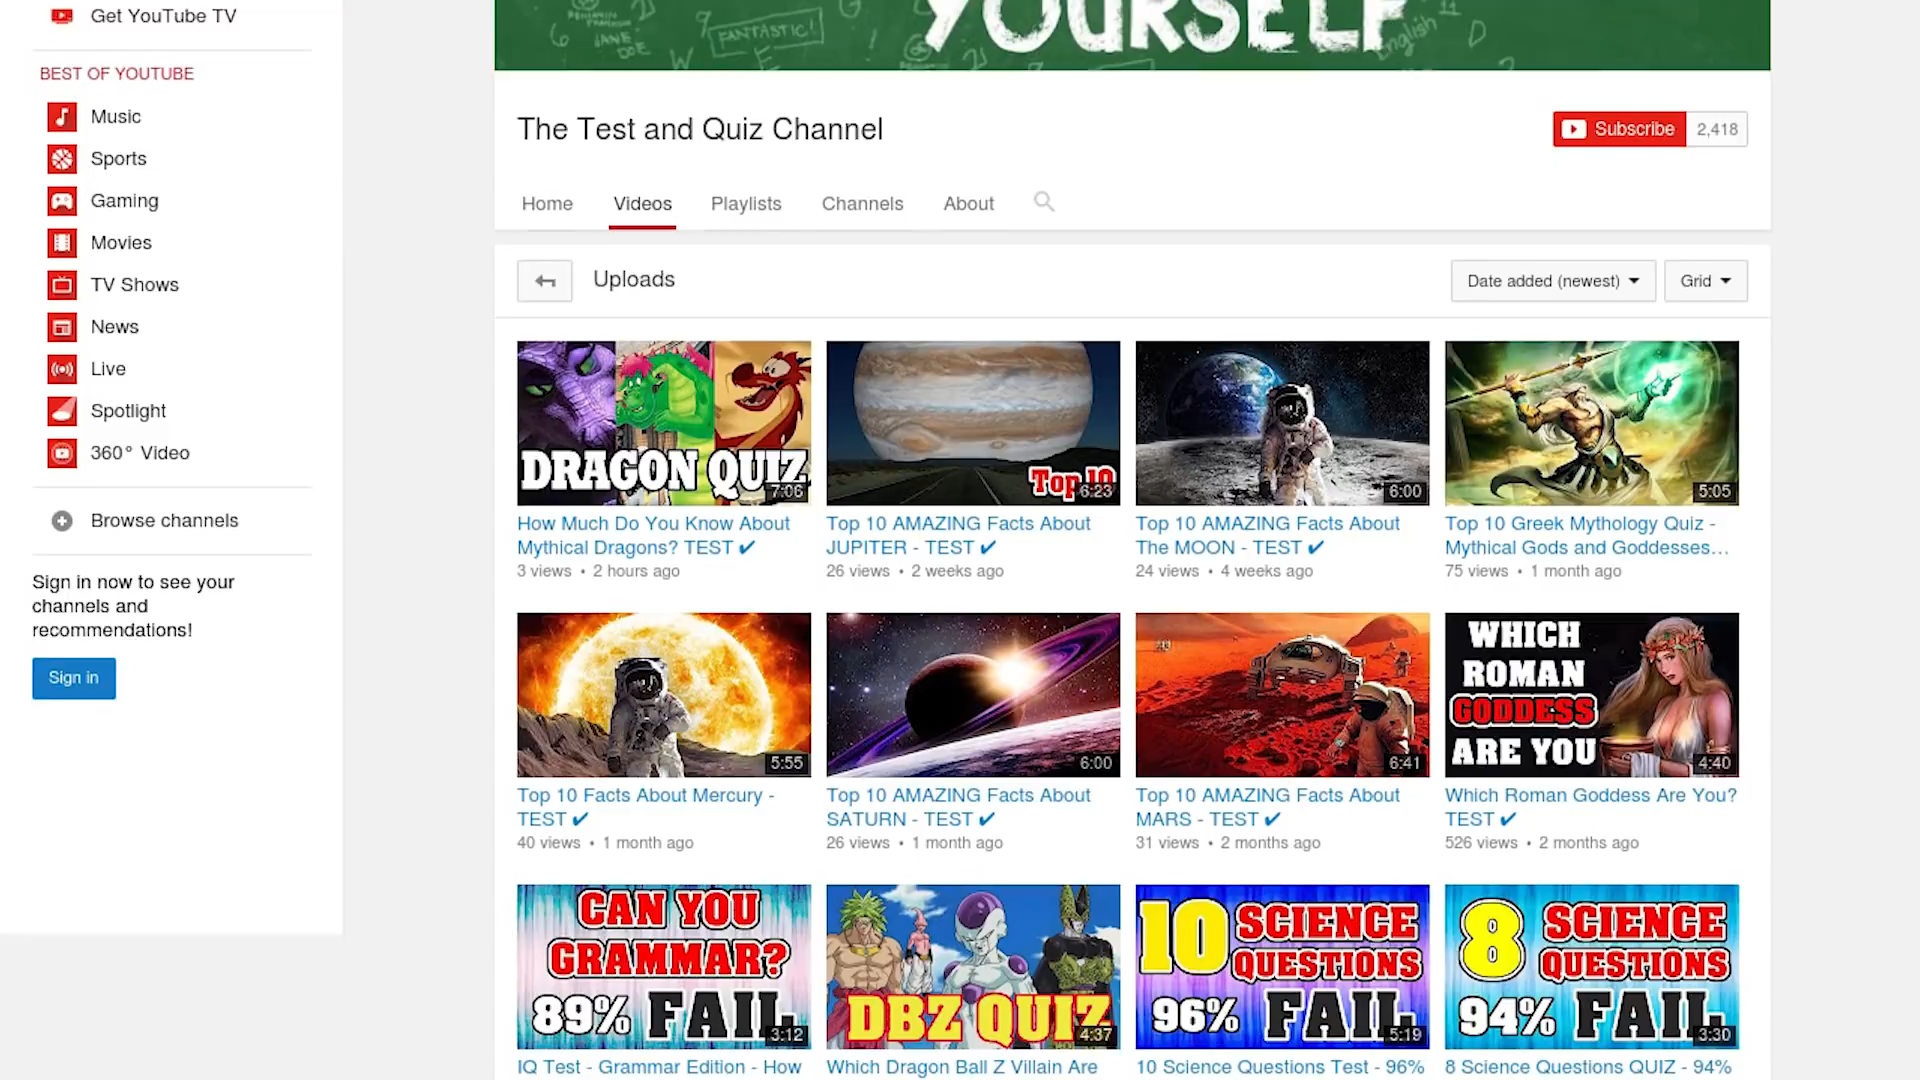 YOURSELF
BENJAMIN FRANKLIN
JANE DOE
FANTASTIC!
English
Get YouTube TV
BEST OF YOUTUBE
Music
Sports
Gaming
Movies
TV Shows
News
Live
Spotlight
360° Video
Browse channels
Sign in now to see your
channels and
recommendations!
Sign in
The Test and Quiz Channel
Subscribe 2,418
Home Videos Playlists Channels About
Uploads
Date added (newest) Grid
DRAGON QUIZ
7:06
How Much Do You Know About
Mythical Dragons? TEST ✔
3 views • 2 hours ago
Top 10
6:23
Top 10 AMAZING Facts About
JUPITER - TEST ✔
26 views • 2 weeks ago
6:00
Top 10 AMAZING Facts About
The MOON - TEST ✔
24 views • 4 weeks ago
5:05
Top 10 Greek Mythology Quiz -
Mythical Gods and Goddesses...
75 views • 1 month ago
5:55
Top 10 Facts About Mercury -
TEST ✔
40 views • 1 month ago
6:00
Top 10 AMAZING Facts About
SATURN - TEST ✔
26 views • 1 month ago
6:41
Top 10 AMAZING Facts About
MARS - TEST ✔
31 views • 2 months ago
WHICH
ROMAN
GODDESS
ARE YOU
4:40
Which Roman Goddess Are You?
TEST ✔
526 views • 2 months ago
CAN YOU
GRAMMAR?
89% FAIL
3:12
IQ Test - Grammar Edition - How
DBZ QUIZ
4:37
Which Dragon Ball Z Villain Are
10 SCIENCE
QUESTIONS
96% FAIL
5:19
10 Science Questions Test - 96%
8 SCIENCE
QUESTIONS
94% FAIL
3:30
8 Science Questions QUIZ - 94%